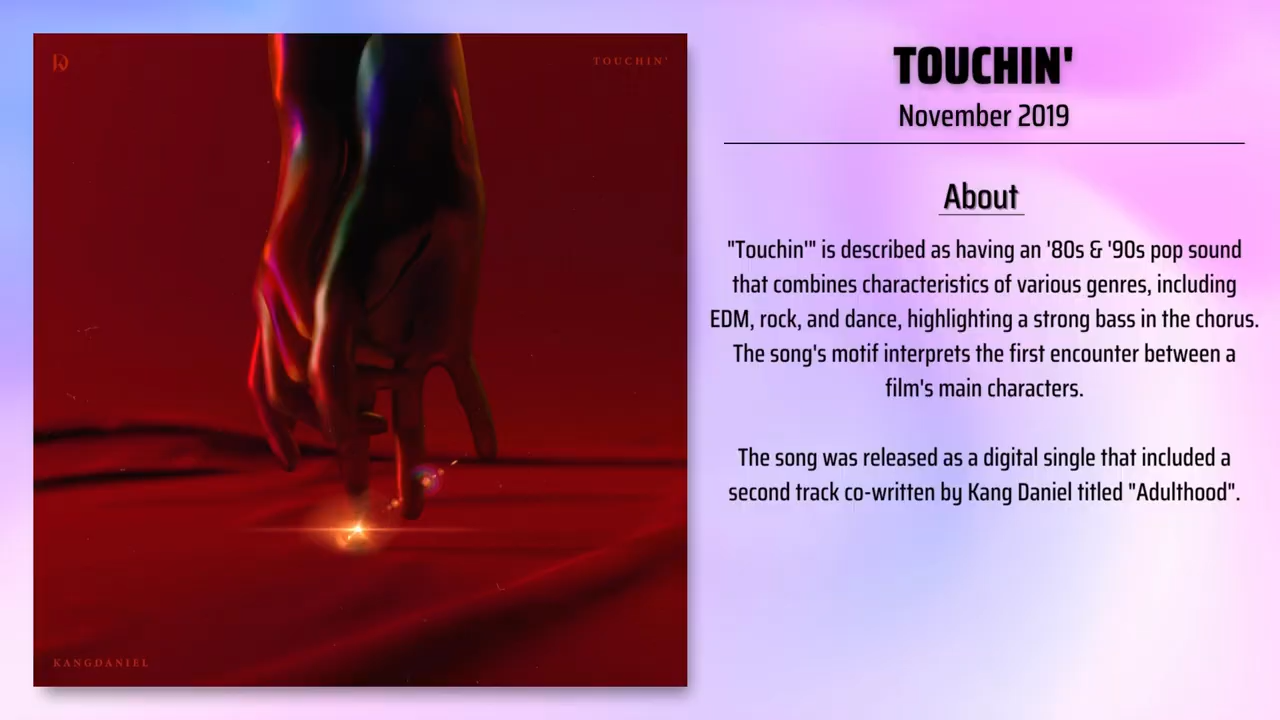 TOUCHIN'
KANGDANIEL
TOUCHIN'
November 2019
About
"Touchin'" is described as having an '80s & '90s pop sound
that combines characteristics of various genres, including
EDM, rock, and dance, highlighting a strong bass in the chorus.
The song's motif interprets the first encounter between a
film's main characters.
The song was released as a digital single that included a
second track co-written by Kang Daniel titled "Adulthood".